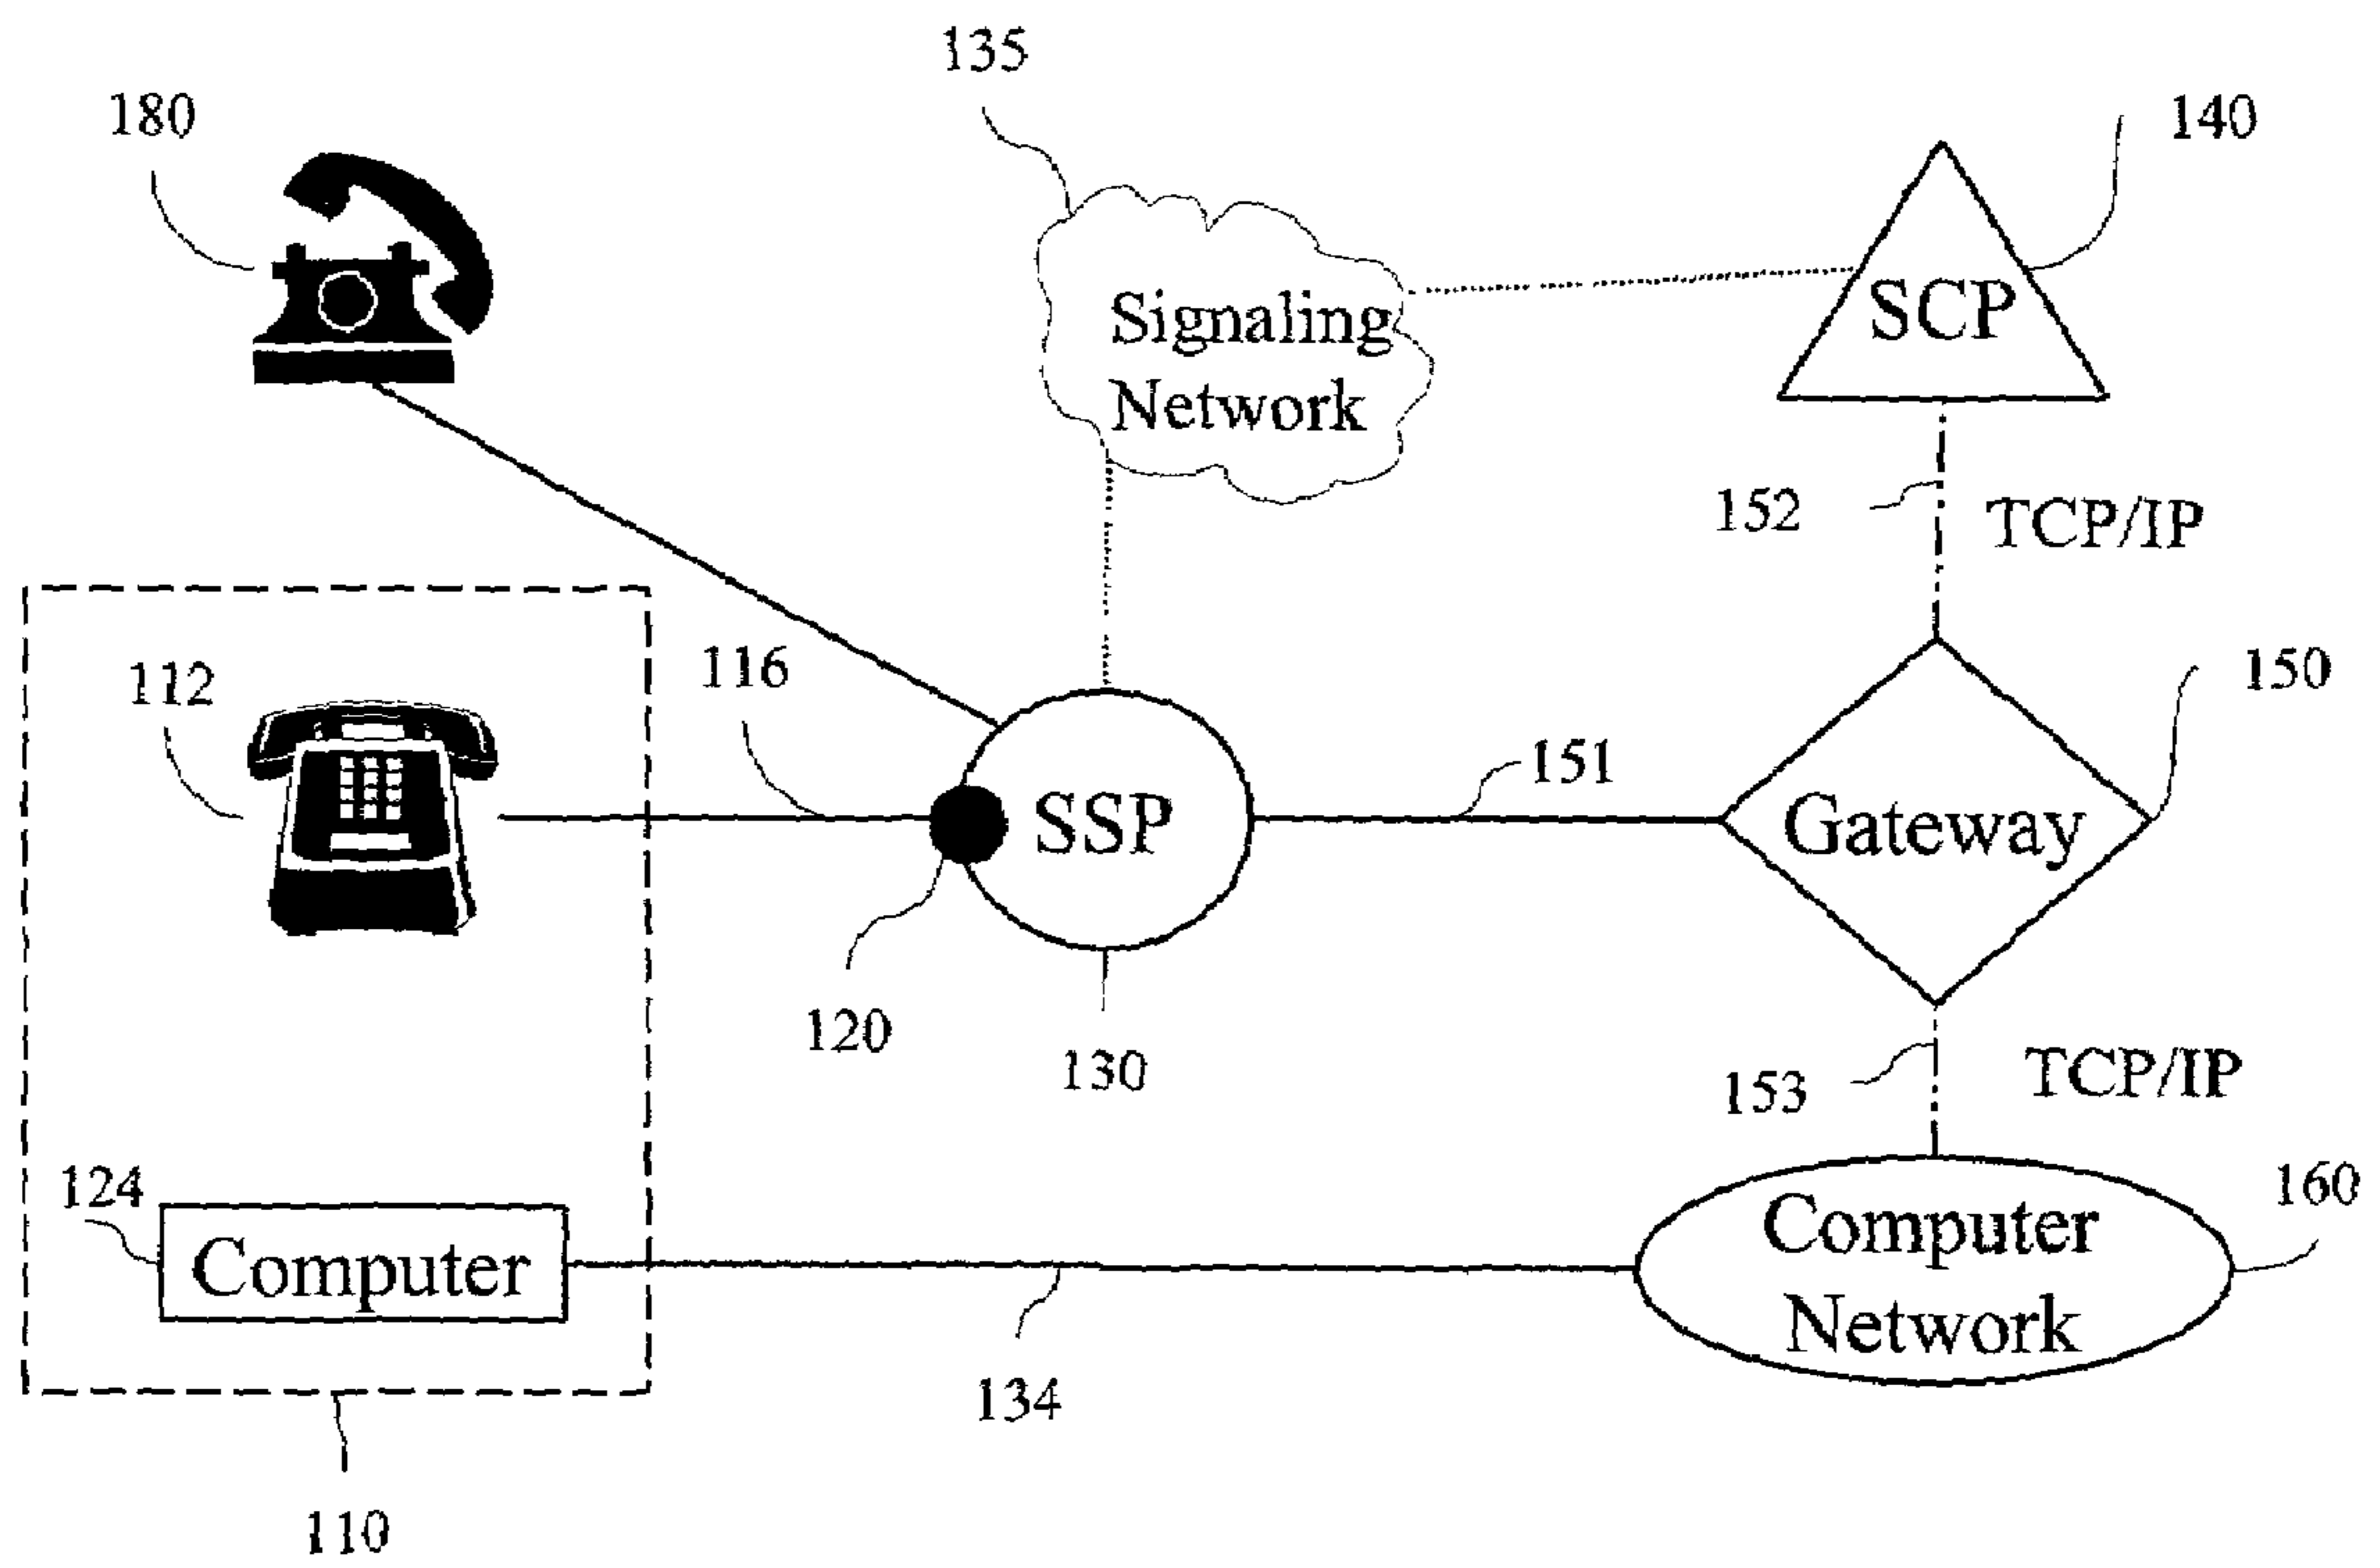 135
180
140
Signaling
Network
SCP
152
TCP/IP
116
112
150
151
SSP
Gateway
120
130
153
TCP/IP
124
160
Computer
Computer
Network
134
110